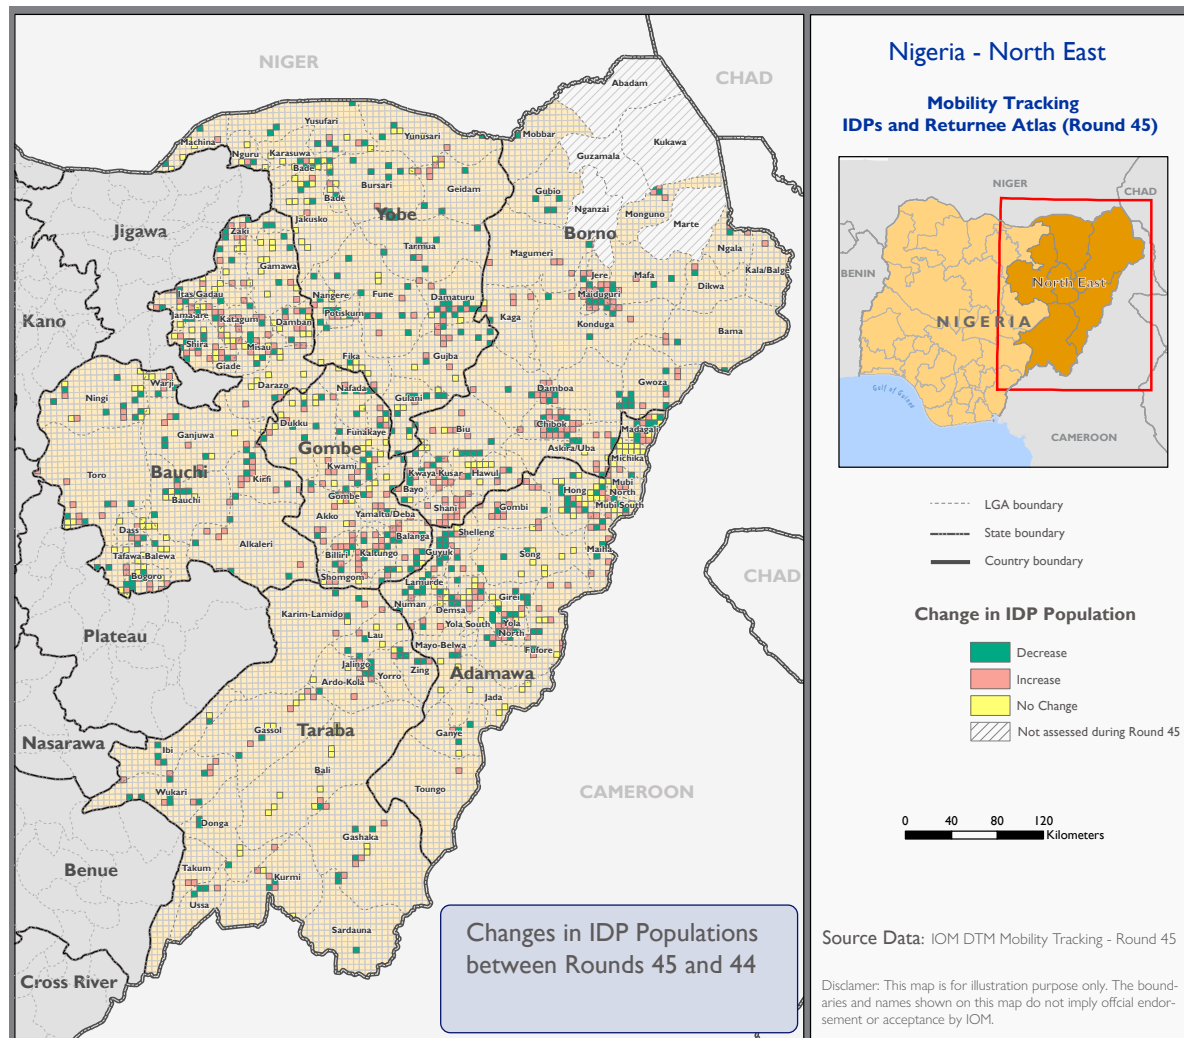 NIGER
CHAD
Abadam
Yusufari
Mobbar
Yunusari
Machina
Kukawa
Nguru
Karasuwa
Guzamala
Bade
Bursari
Geidam
Gubio
Bade
Nganzai
Yobe
Monguno
Jakusko
Marte
Zaki
Borno
Jigawa
Tarmua
Ngala
Magumeri
Gamawa
Kala/Balge
Jere
Mafa
Dikwa
Itas/Gadau
Nangere
Fune
Damaturu
Maiduguri
Jama'are
Potiskum
Kano
Katagum
Damban
Kaga
Konduga
Bama
Shira
Misau
Giade
Fika
Gujba
Warji
Darazo
Nafada
Gulani
Damboa
Gwoza
Ningi
Dukku
Funakaye
Chibok
Madagali
Biu
Ganjuwa
Gombe
Askira/Uba
Michika
Bauchi
Kwami
Toro
Kirfi
Kwaya Kusar
Hawul
Mubi
North
Bauchi
Bayo
Hong
Gombe
Mubi South
Akko
Yamaltu/Deba
Shani
Gombi
Dass
Balanga
Shelleng
Alkaleri
Tafawa-Balewa
Billiri
Kaltungo
Guyuk
Song
Maiha
Bogoro
Shomgom
Lamurde
CHAD
Numan
Girei
Karim-Lamido
Demsa
Plateau
Lau
Yola South
Yola
North
Mayo-Belwa
Fufore
Jalingo
Zing
Yorro
Ardo-Kola
Adamawa
Jada
Gassol
Taraba
Ganye
Nasarawa
Ibi
Bali
Wukari
Toungo
CAMEROON
Donga
Gashaka
Benue
Takum
Kurmi
Ussa
Sardauna
Cross River
Changes in IDP Populations
between Rounds 45 and 44
Nigeria - North East
Mobility Tracking
IDPs and Returnee Atlas (Round 45)
NIGER
CHAD
BENIN
North East
NIGERIA
Gulf of Guinea
CAMEROON
LGA boundary
State boundary
Country boundary
Change in IDP Population
Decrease
Increase
No Change
Not assessed during Round 45
0 40 80 120
Kilometers
Source Data: IOM DTM Mobility Tracking - Round 45
Disclamer: This map is for illustration purpose only. The bound-
aries and names shown on this map do not imply offcial endor-
sement or acceptance by IOM.